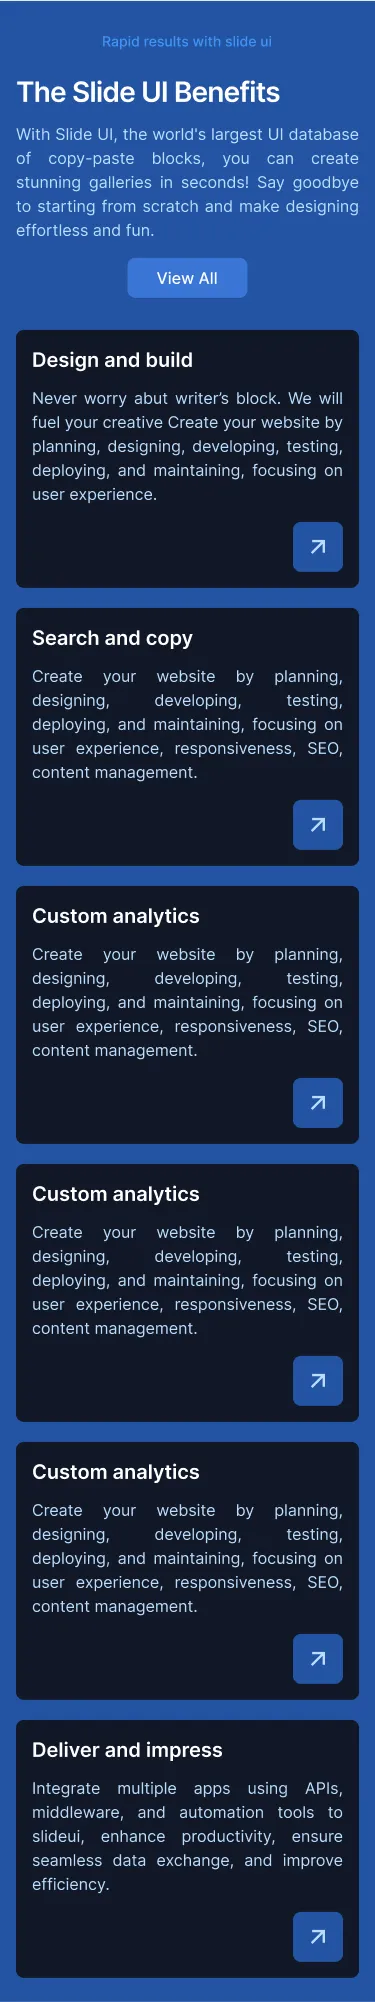 Rapid results with slide ui
The Slide UI Benefits
With Slide UI, the world's largest UI database
of copy-paste blocks, you can create
stunning galleries in seconds! Say goodbye
to starting from scratch and make designing
effortless and fun.
View All
Design and build
Never worry abut writer’s block. We will
fuel your creative Create your website by
planning, designing, developing, testing,
deploying, and maintaining, focusing on
user experience.
Search and copy
Create your website by planning,
designing, developing, testing,
deploying, and maintaining, focusing on
user experience, responsiveness, SEO,
content management.
Custom analytics
Create your website by planning,
designing, developing, testing,
deploying, and maintaining, focusing on
user experience, responsiveness, SEO,
content management.
Custom analytics
Create your website by planning,
designing, developing, testing,
deploying, and maintaining, focusing on
user experience, responsiveness, SEO,
content management.
Custom analytics
Create your website by planning,
designing, developing, testing,
deploying, and maintaining, focusing on
user experience, responsiveness, SEO,
content management.
Deliver and impress
Integrate multiple apps using APIs,
middleware, and automation tools to
slideui, enhance productivity, ensure
seamless data exchange, and improve
efficiency.